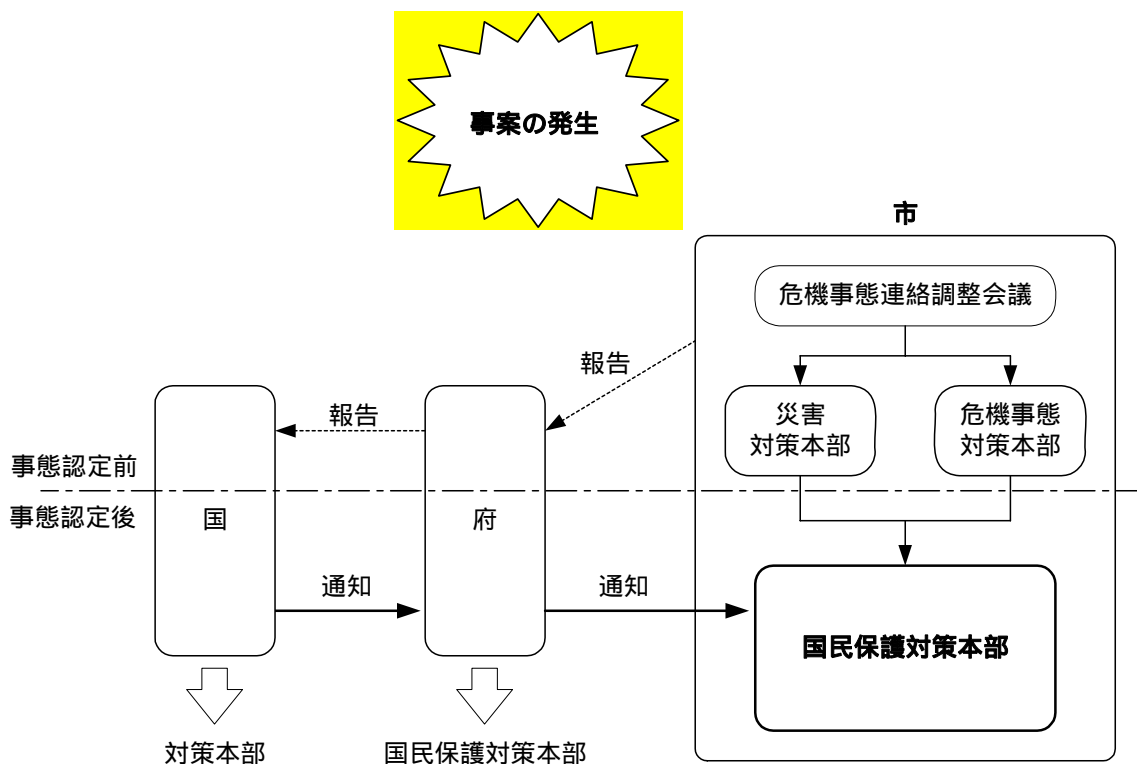 事案の発生
市
危機事態連絡調整会議
報告
報告
災害
対策本部
危機事態
対策本部
事態認定前
事態認定後
国
府
通知
通知
国民保護対策本部
対策本部
国民保護対策本部